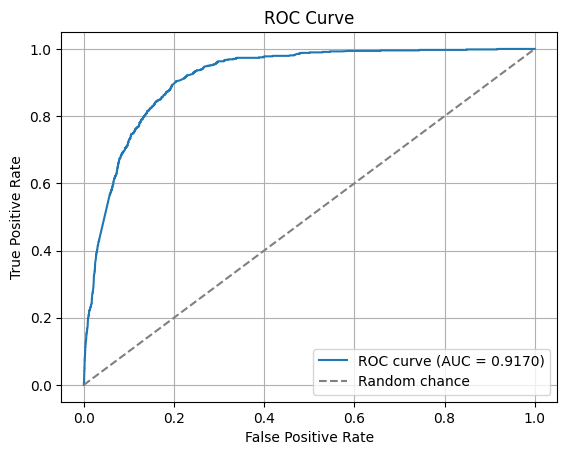 ROC Curve
True Positive Rate
1.0
0.8
0.6
0.4
0.2
0.0
ROC curve (AUC = 0.9170)
Random chance
0.0 0.2 0.4 0.6 0.8 1.0
False Positive Rate